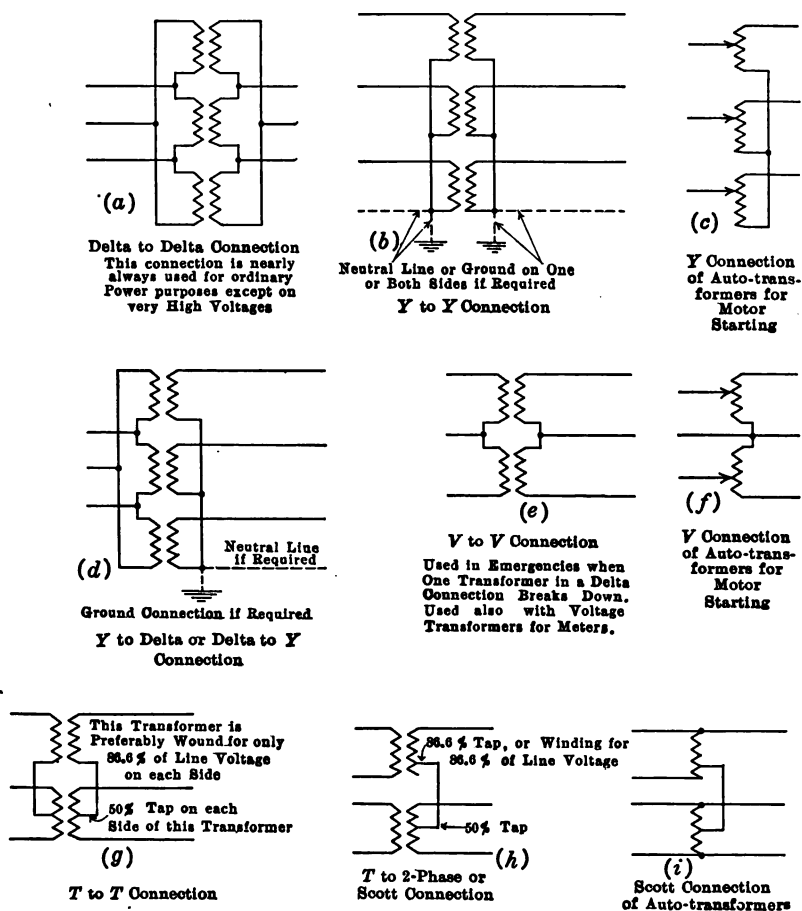 (a)
Delta to Delta Connection
This connection is nearly
always used for ordinary
Power purposes except on
very High Voltages
(b)
Neutral Line or Ground on One
or Both Sides if Required
Y to Y Connection
(c)
Y Connection
of Auto-trans-
formers for
Motor
Starting
(d)
Neutral Line
if Required
Ground Connection if Required
Y to Delta or Delta to Y
Connection
(e)
V to V Connection
Used in Emergencies when
One Transformer in a Delta
Connection Breaks Down.
Used also with Voltage
Transformers for Meters.
(f)
V Connection
of Auto-trans-
formers for
Motor
Starting
This Transformer is
Preferably Wound for only
86.6 % of Line Voltage
on each Side
50% Tap on each
Side of this Transformer
(g)
T to T Connection
86.6 % Tap, or Winding for
86.6 % of Line Voltage
50% Tap
(h)
T to 2-Phase or
Scott Connection
(i)
Scott Connection
of Auto-transformers